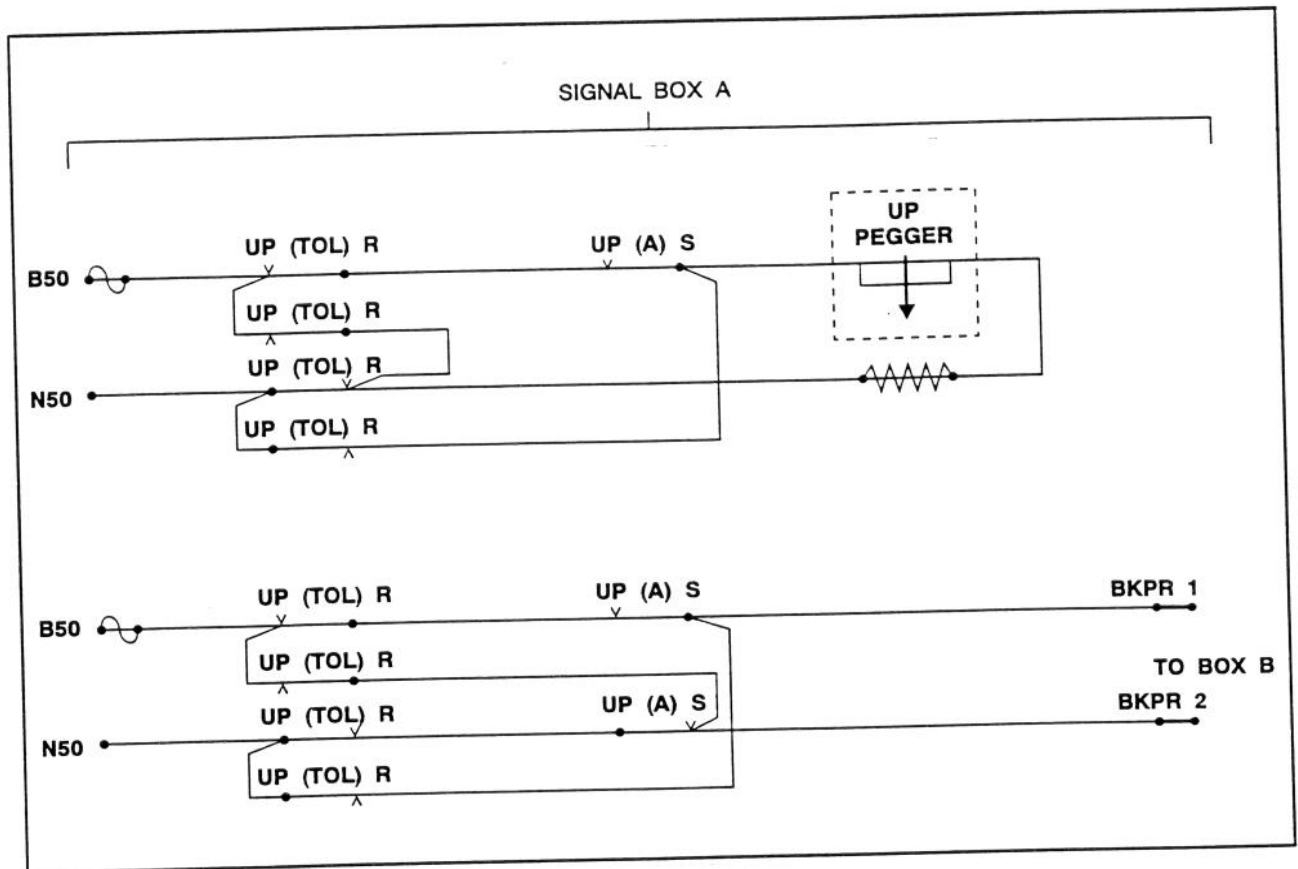 SIGNAL BOX A
UP
PEGGER
UP (TOL) R
UP (A) S
B50
UP (TOL) R
UP (TOL) R
N50
UP (TOL) R
UP (TOL) R
UP (A) S
BKPR 1
B50
UP (TOL) R
TO BOX B
UP (TOL) R
UP (A) S
BKPR 2
N50
UP (TOL) R